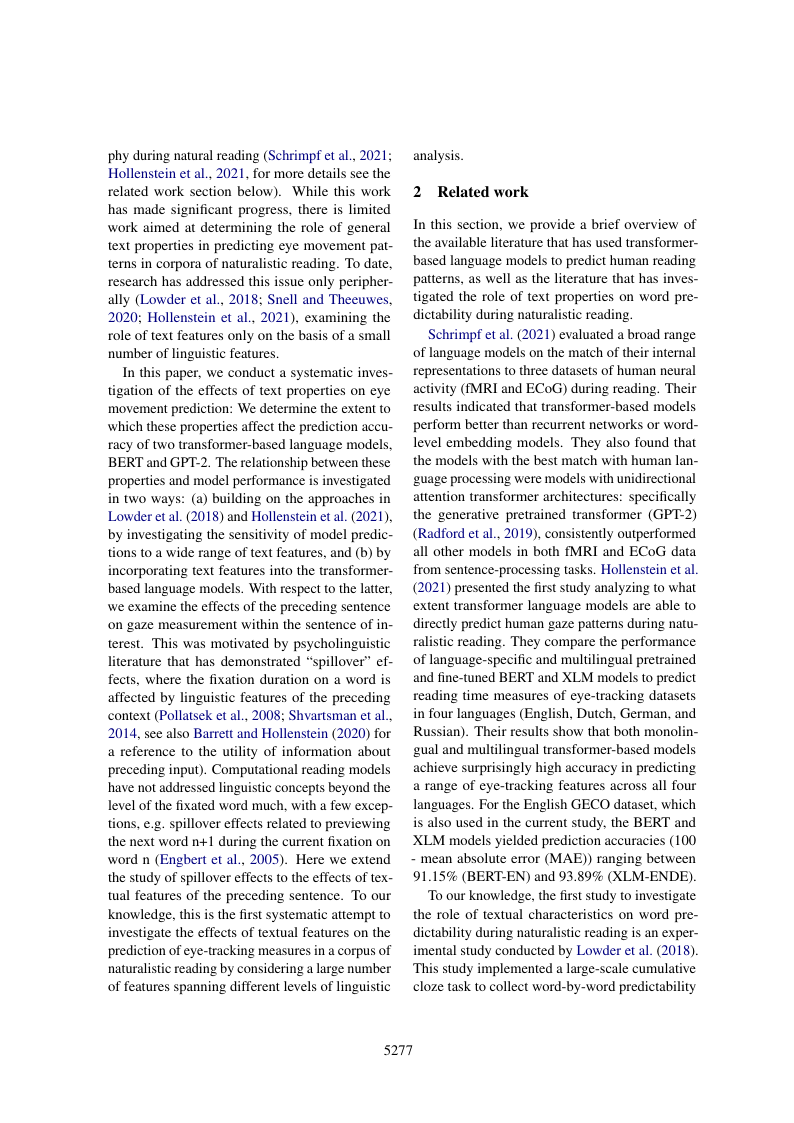 phy during natural reading (Schrimpf et al., 2021;
Hollenstein et al., 2021, for more details see the
related work section below). While this work
has made significant progress, there is limited
work aimed at determining the role of general
text properties in predicting eye movement pat-
terns in corpora of naturalistic reading. To date,
research has addressed this issue only peripher-
ally (Lowder et al., 2018; Snell and Theeuwes,
2020; Hollenstein et al., 2021), examining the
role of text features only on the basis of a small
number of linguistic features.
In this paper, we conduct a systematic inves-
tigation of the effects of text properties on eye
movement prediction: We determine the extent to
which these properties affect the prediction accu-
racy of two transformer-based language models,
BERT and GPT-2. The relationship between these
properties and model performance is investigated
in two ways: (a) building on the approaches in
Lowder et al. (2018) and Hollenstein et al. (2021),
by investigating the sensitivity of model predic-
tions to a wide range of text features, and (b) by
incorporating text features into the transformer-
based language models. With respect to the latter,
we examine the effects of the preceding sentence
on gaze measurement within the sentence of in-
terest. This was motivated by psycholinguistic
literature that has demonstrated “spillover” ef-
fects, where the fixation duration on a word is
affected by linguistic features of the preceding
context (Pollatsek et al., 2008; Shvartsman et al.,
2014, see also Barrett and Hollenstein (2020) for
a reference to the utility of information about
preceding input). Computational reading models
have not addressed linguistic concepts beyond the
level of the fixated word much, with a few excep-
tions, e.g. spillover effects related to previewing
the next word n+1 during the current fixation on
word n (Engbert et al., 2005). Here we extend
the study of spillover effects to the effects of tex-
tual features of the preceding sentence. To our
knowledge, this is the first systematic attempt to
investigate the effects of textual features on the
prediction of eye-tracking measures in a corpus of
naturalistic reading by considering a large number
of features spanning different levels of linguistic
analysis.
2 Related work
In this section, we provide a brief overview of
the available literature that has used transformer-
based language models to predict human reading
patterns, as well as the literature that has inves-
tigated the role of text properties on word pre-
dictability during naturalistic reading.
Schrimpf et al. (2021) evaluated a broad range
of language models on the match of their internal
representations to three datasets of human neural
activity (fMRI and ECoG) during reading. Their
results indicated that transformer-based models
perform better than recurrent networks or word-
level embedding models. They also found that
the models with the best match with human lan-
guage processing were models with unidirectional
attention transformer architectures: specifically
the generative pretrained transformer (GPT-2)
(Radford et al., 2019), consistently outperformed
all other models in both fMRI and ECoG data
from sentence-processing tasks. Hollenstein et al.
(2021) presented the first study analyzing to what
extent transformer language models are able to
directly predict human gaze patterns during natu-
ralistic reading. They compare the performance
of language-specific and multilingual pretrained
and fine-tuned BERT and XLM models to predict
reading time measures of eye-tracking datasets
in four languages (English, Dutch, German, and
Russian). Their results show that both monolin-
gual and multilingual transformer-based models
achieve surprisingly high accuracy in predicting
a range of eye-tracking features across all four
languages. For the English GECO dataset, which
is also used in the current study, the BERT and
XLM models yielded prediction accuracies (100
- mean absolute error (MAE)) ranging between
91.15% (BERT-EN) and 93.89% (XLM-ENDE).
To our knowledge, the first study to investigate
the role of textual characteristics on word pre-
dictability during naturalistic reading is an exper-
imental study conducted by Lowder et al. (2018).
This study implemented a large-scale cumulative
cloze task to collect word-by-word predictability
5277